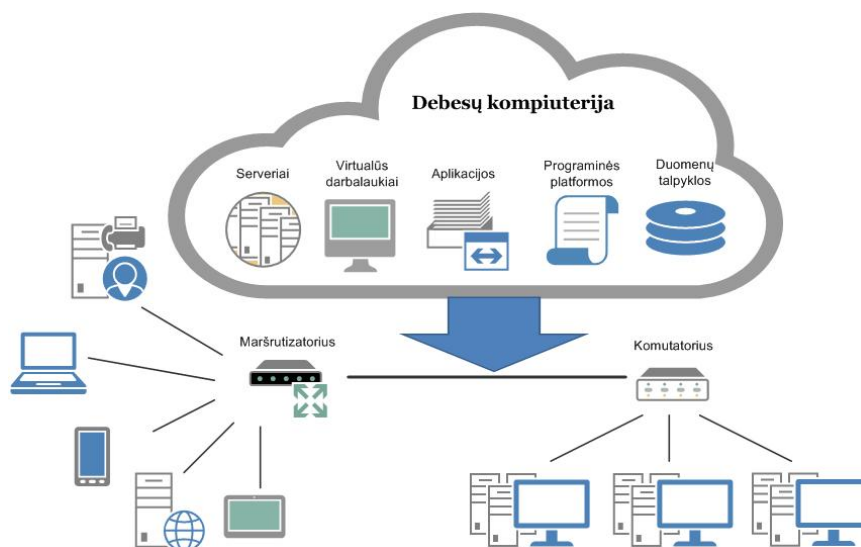 Debesų kompiuterija
Serveriai
Virtualūs
darbalaukiai
Aplikacijos
Programinės
platformos
Duomenų
talpyklos
Maršrutizatorius
Komutatorius